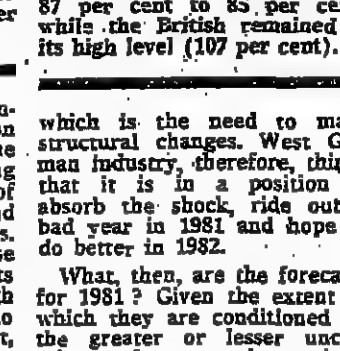 87 per cent to 85 per ce
while the British remained
its high level (107 per cent).
which is the need to ma
structural changes. West G
man industry, therefore, thi
that it is in a position
absorb the shock, ride out
bad year in 1981 and hope
do better in 1982.
What, then, are the foreca
for 1981 ? Given the extent
which they are conditioned
the greater or lesser unc